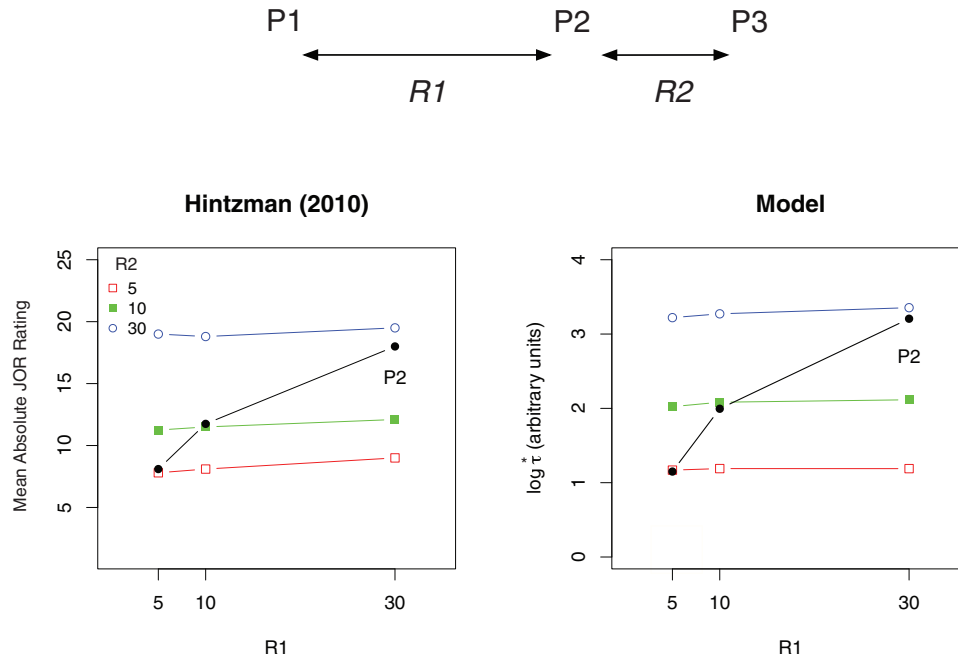 P1 P2 P3
R1 R2
Hintzman (2010)
Mean Absolute JOR Rating
25
20
15
10
5
R2
5
10
30
P2
5 10 30
R1
Model
log τ* (arbitrary units)
4
3
2
1
0
P2
5 10 30
R1